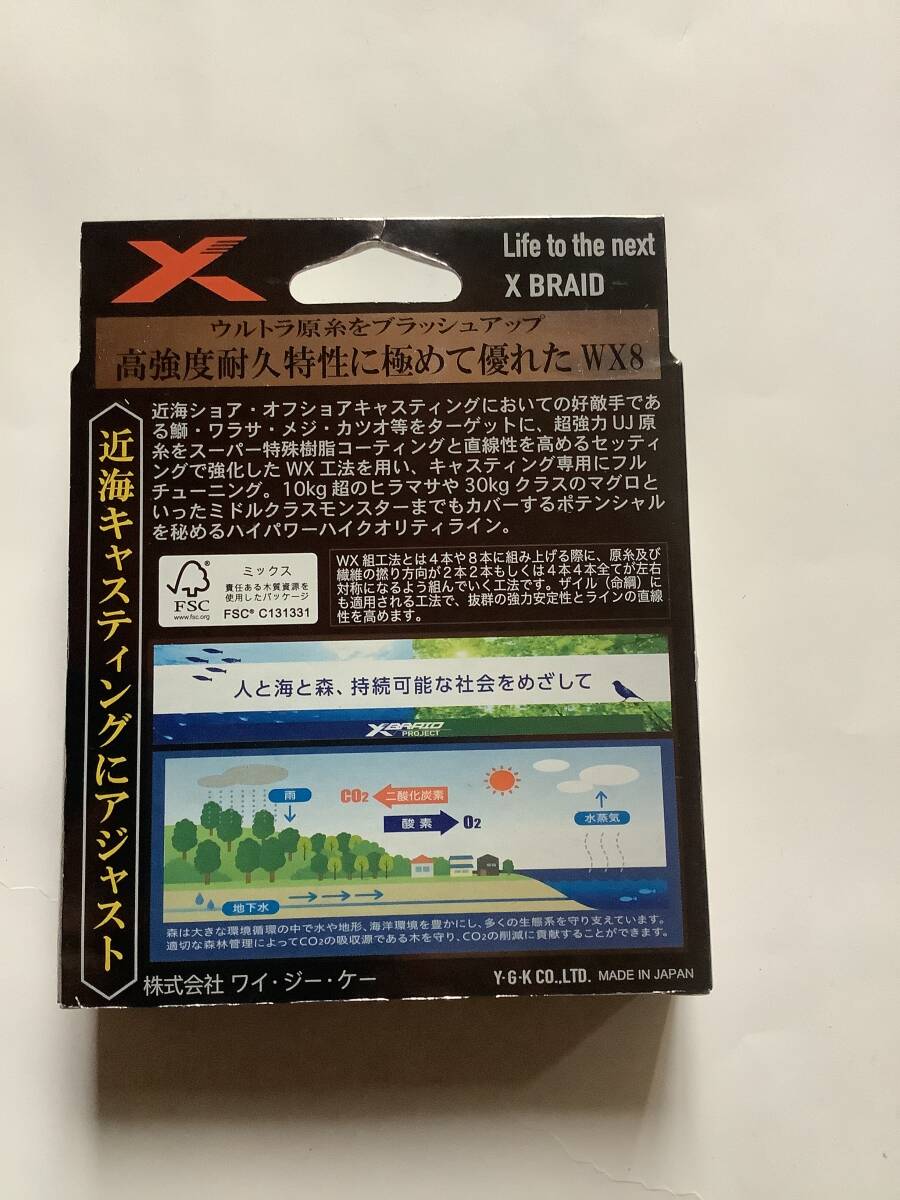 Life to the next
X BRAID
ウルトラ原糸をブラッシュアップ
高強度耐久特性に極めて優れた WX8
近海キャスティングにアジャスト
近海ショア・オフショアキャスティングにおいての好敵手であ
る鰤・ワラサ・メジ・カツオ等をターゲットに、超強力 UJ 原
糸をスーパー特殊樹脂コーティングと直線性を高めるセッティ
ングで強化した WX 工法を用い、キャスティング専用にフル
チューニング。10kg 超のヒラマサや 30kg クラスのマグロと
いったミドルクラスモンスターまでもカバーするポテンシャル
を秘めるハイパワーハイクオリティライン。
FSC
www.fsc.org
ミックス
責任ある木質資源を
使用したパッケージ
FSC® C131331
WX 組工法とは４本や８本に組み上げる際に、原糸及び
繊維の撚り方向が２本２本もしくは４本４本全てが左右
対称になるよう組んでいく工法です。ザイル（命綱）に
も適用される工法で、抜群の強力安定性とラインの直線
性を高めます。
人と海と森、持続可能な社会をめざして
X BRAID
PROJECT
雨
CO2
二酸化炭素
酸素
O2
水蒸気
地下水
森は大きな環境循環の中で水や地形、海洋環境を豊かにし、多くの生態系を守り支えています。
適切な森林管理によってCO2の吸収源である木を守り、CO2の削減に貢献することができます。
株式会社 ワイ・ジー・ケー
Y·G·K CO.,LTD. MADE IN JAPAN